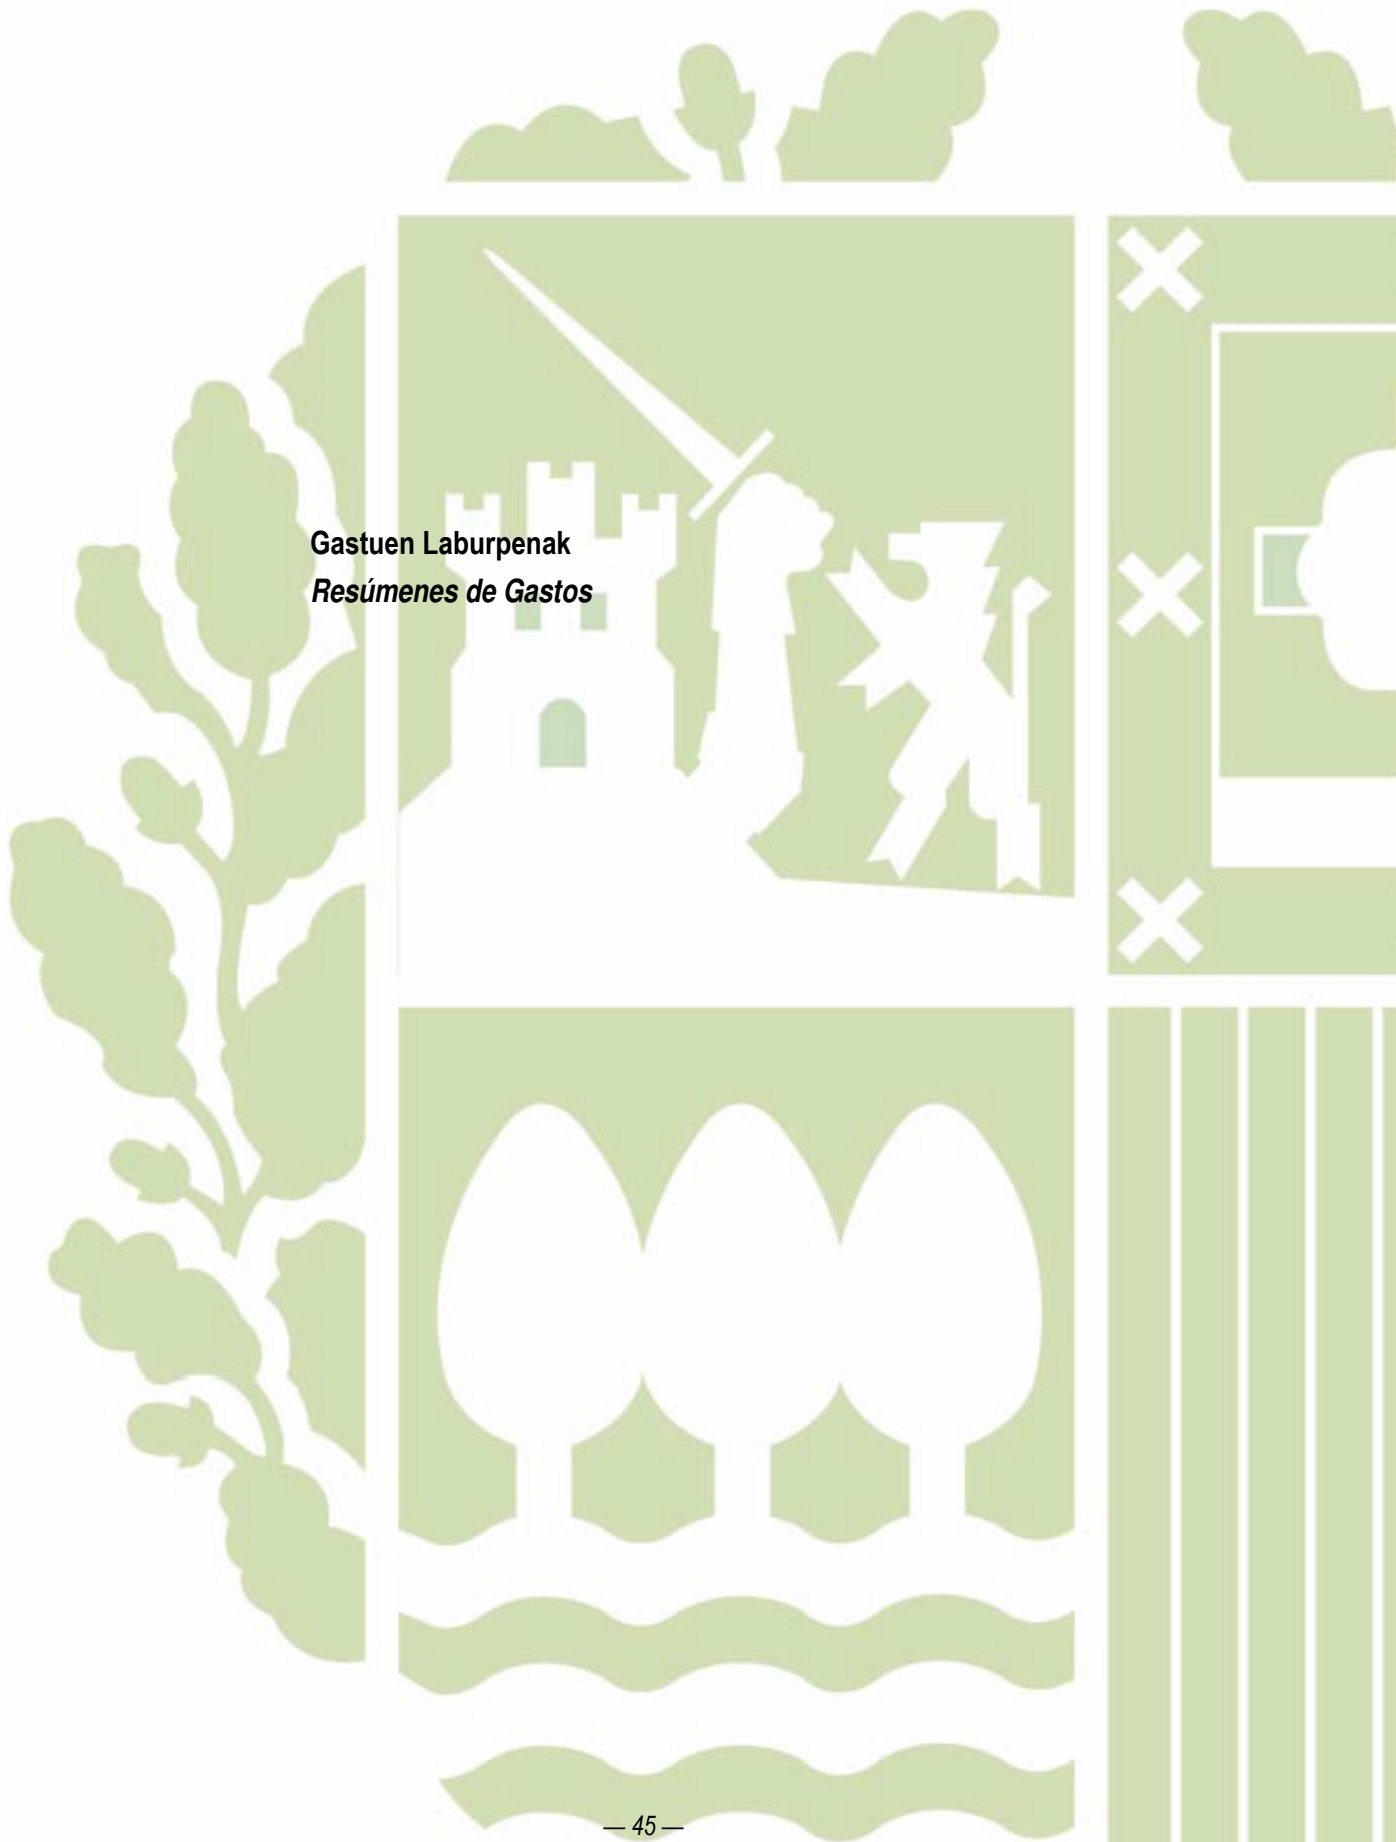 Gastuen Laburpenak
Resúmenes de Gastos
— 45 —